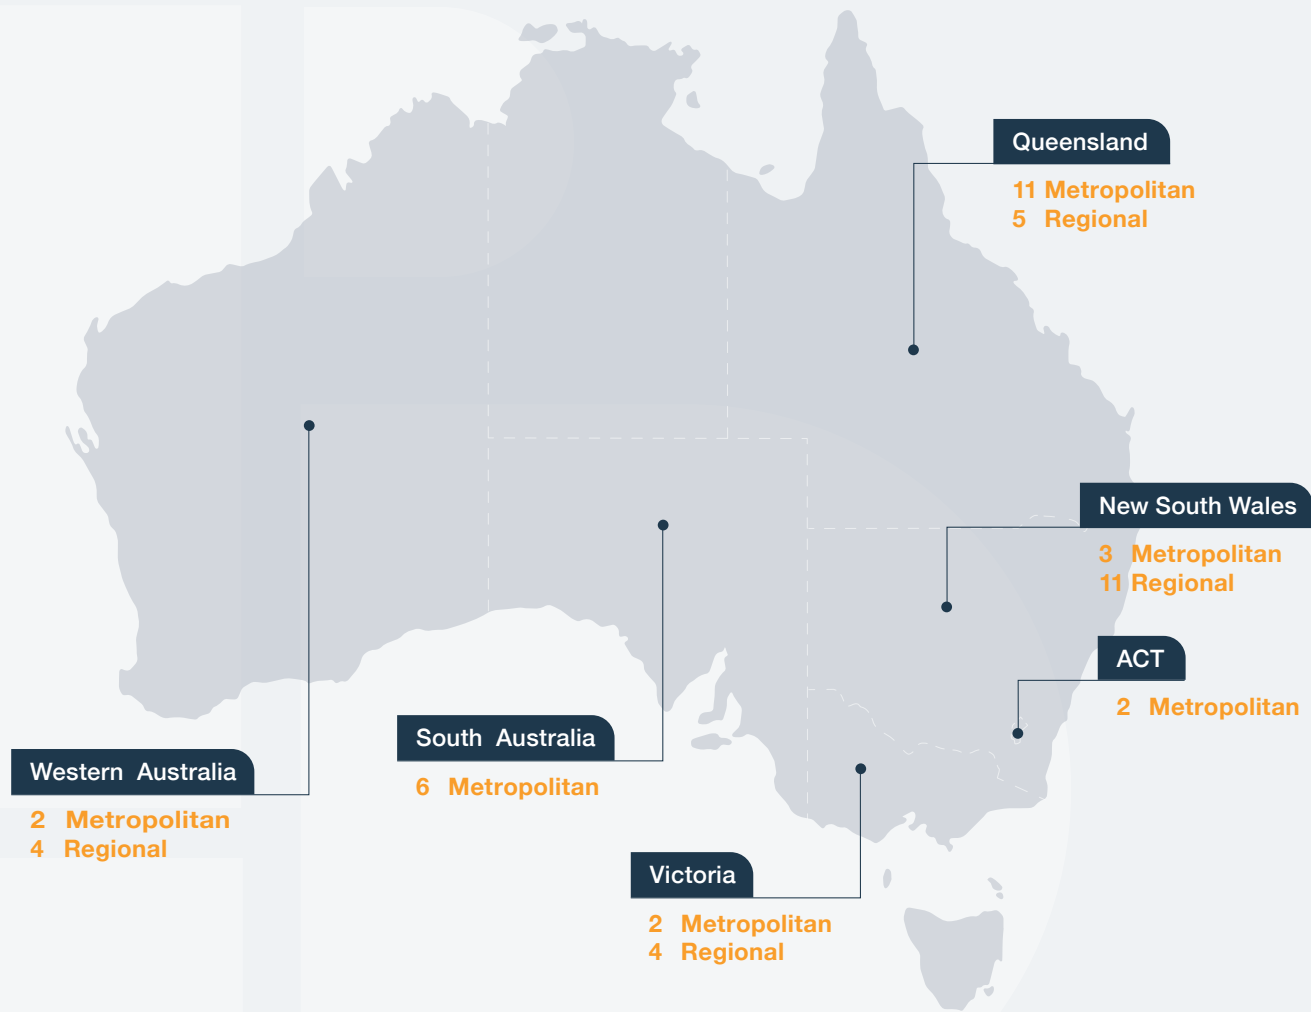 Queensland
11 Metropolitan
5 Regional
New South Wales
3 Metropolitan
11 Regional
ACT
2 Metropolitan
South Australia
6 Metropolitan
Western Australia
2 Metropolitan
4 Regional
Victoria
2 Metropolitan
4 Regional